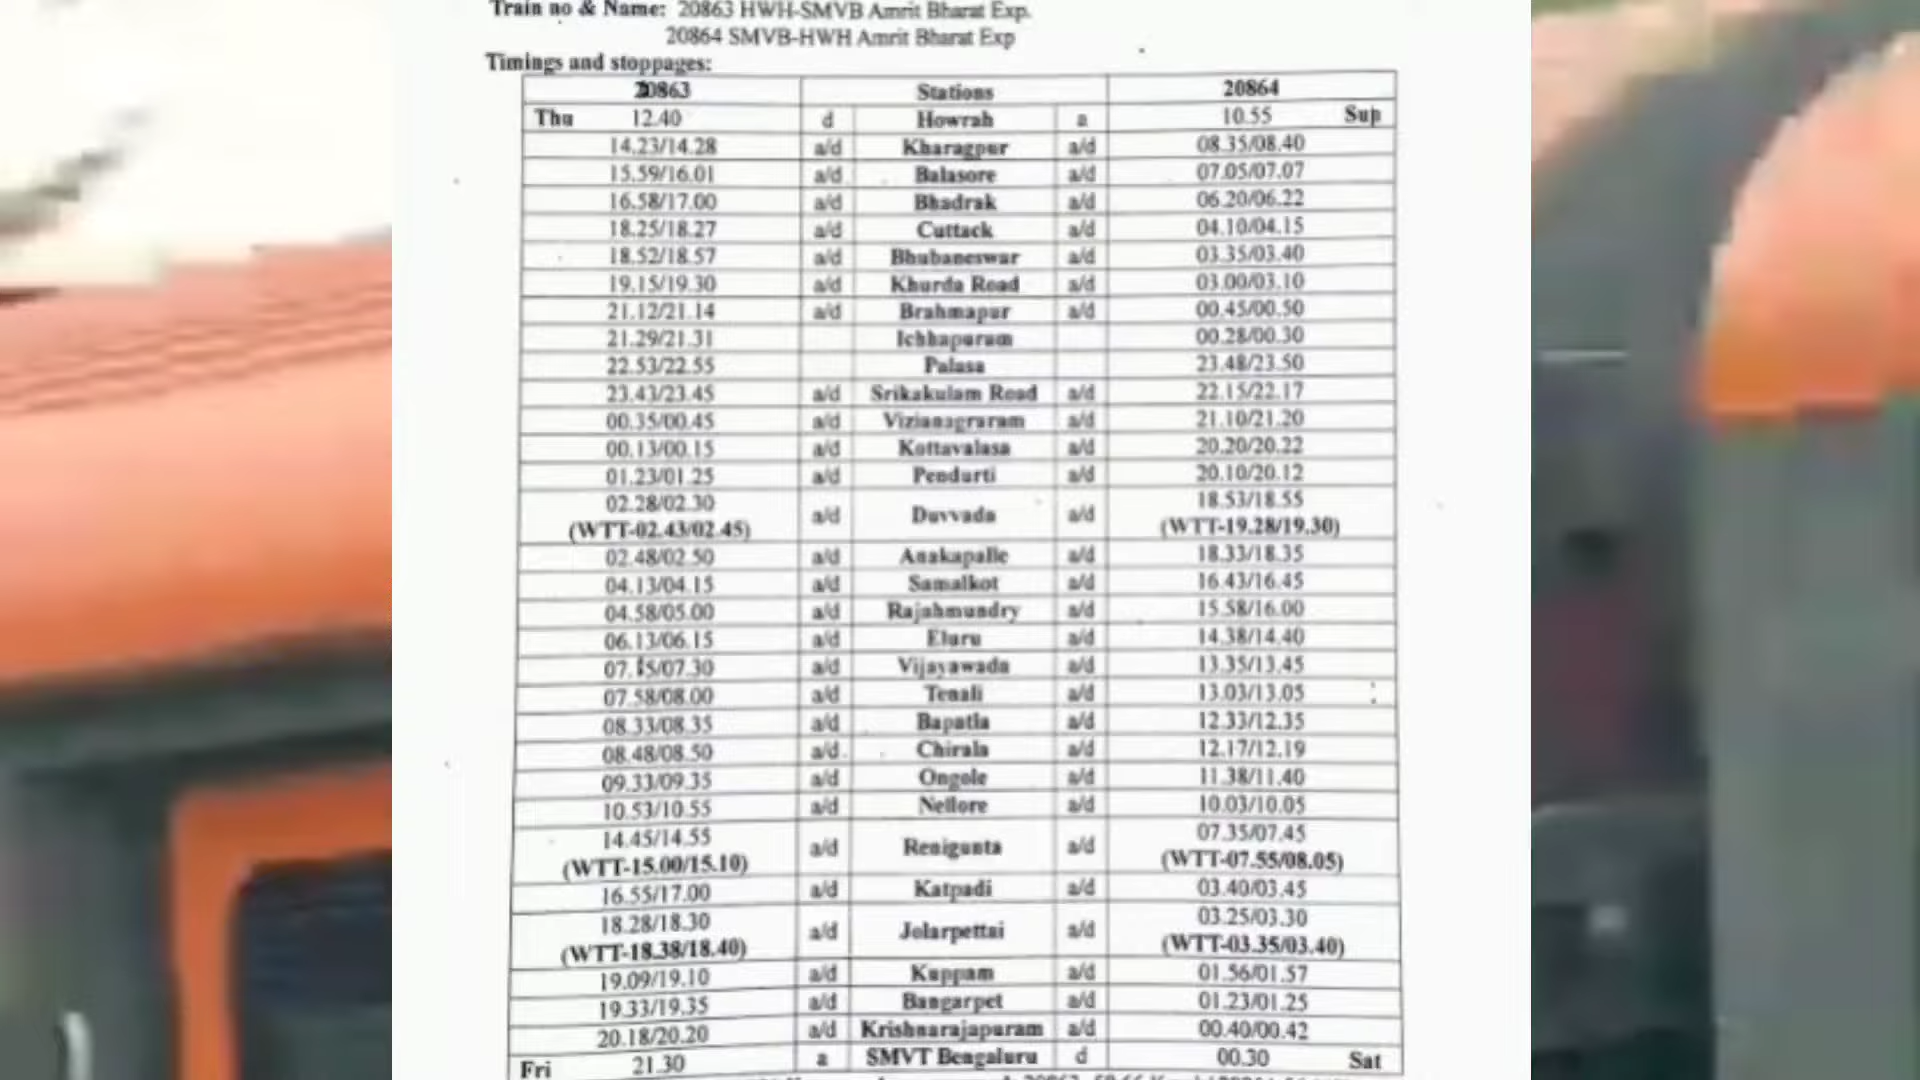 Train no & Name: 20863 HWH-SMVB Amrit Bharat Exp.
20864 SMVB-HWH Amrit Bharat Exp
Timings and stoppages:
20863 Stations 20864
Thu 12.40 d Howrah a 10.55 Sun
14.23/14.28 a/d Kharagpur a/d 08.35/08.40
15.59/16.01 a/d Balasore a/d 07.05/07.07
16.58/17.00 a/d Bhadrak a/d 06.20/06.22
18.25/18.27 a/d Cuttack a/d 04.10/04.15
18.52/18.57 a/d Bhubaneswar a/d 03.35/03.40
19.15/19.30 a/d Khurda Road a/d 03.00/03.10
21.12/21.14 a/d Brahmapur a/d 00.45/00.50
21.29/21.31 Ichhapuram 00.28/00.30
22.53/22.55 Palasa 23.48/23.50
23.43/23.45 a/d Srikakulam Road a/d 22.15/22.17
00.35/00.45 a/d Vizianagraram a/d 21.10/21.20
00.13/00.15 a/d Kottavalasa a/d 20.20/20.22
01.23/01.25 a/d Pendurti a/d 20.10/20.12
02.28/02.30 a/d Duvvada a/d 18.53/18.55
(WTT-02.43/02.45) (WTT-19.28/19.30)
02.48/02.50 a/d Anakapalle a/d 18.33/18.35
04.13/04.15 a/d Samalkot a/d 16.43/16.45
04.58/05.00 a/d Rajahmundry a/d 15.58/16.00
06.13/06.15 a/d Eluru a/d 14.38/14.40
07.15/07.30 a/d Vijayawada a/d 13.35/13.45
07.58/08.00 a/d Tenali a/d 13.03/13.05
08.33/08.35 a/d Bapatla a/d 12.33/12.35
08.48/08.50 a/d Chirala a/d 12.17/12.19
09.33/09.35 a/d Ongole a/d 11.38/11.40
10.53/10.55 a/d Nellore a/d 10.03/10.05
14.45/14.55 a/d Renigunta a/d 07.35/07.45
(WTT-15.00/15.10) (WTT-07.55/08.05)
16.55/17.00 a/d Katpadi a/d 03.40/03.45
18.28/18.30 a/d Jolarpettai a/d 03.25/03.30
(WTT-18.38/18.40) (WTT-03.35/03.40)
19.09/19.10 a/d Kuppam a/d 01.56/01.57
19.33/19.35 a/d Bangarpet a/d 01.23/01.25
20.18/20.20 a/d Krishnarajapuram a/d 00.40/00.42
Fri 21.30 a SMVT Bengaluru d 00.30 Sat